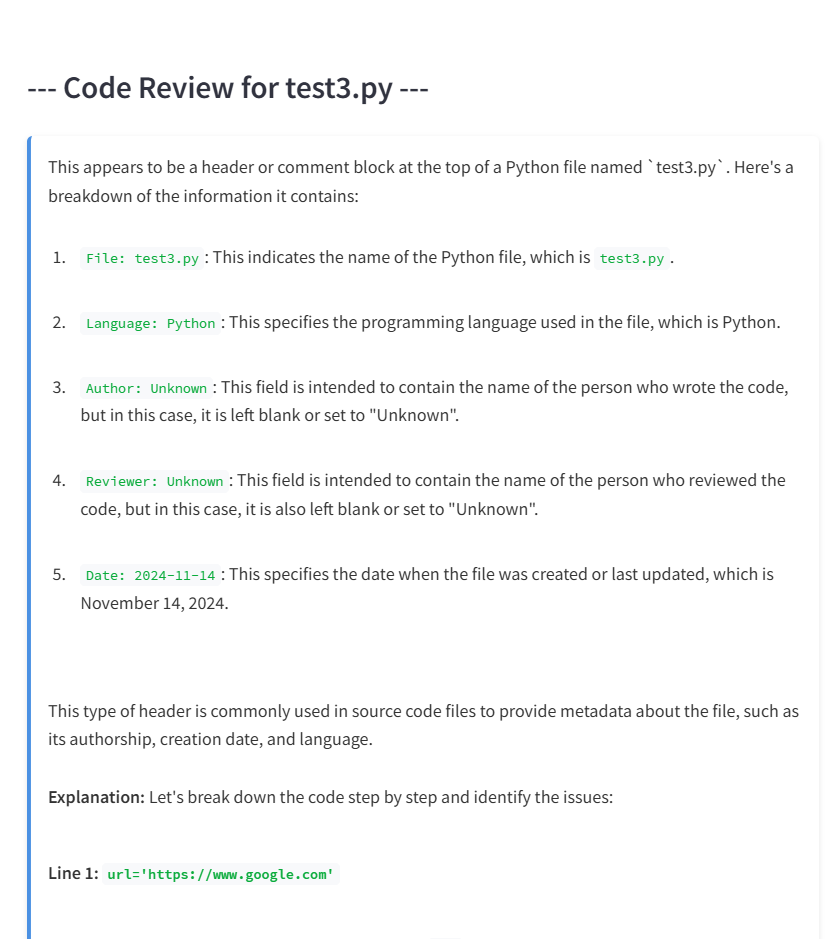 --- Code Review for test3.py ---
This appears to be a header or comment block at the top of a Python file named `test3.py`. Here's a
breakdown of the information it contains:
1. File: test3.py : This indicates the name of the Python file, which is test3.py .
2. Language: Python : This specifies the programming language used in the file, which is Python.
3. Author: Unknown : This field is intended to contain the name of the person who wrote the code,
but in this case, it is left blank or set to "Unknown".
4. Reviewer: Unknown : This field is intended to contain the name of the person who reviewed the
code, but in this case, it is also left blank or set to "Unknown".
5. Date: 2024-11-14 : This specifies the date when the file was created or last updated, which is
November 14, 2024.
This type of header is commonly used in source code files to provide metadata about the file, such as
its authorship, creation date, and language.
Explanation: Let's break down the code step by step and identify the issues:
Line 1: url='https://www.google.com'